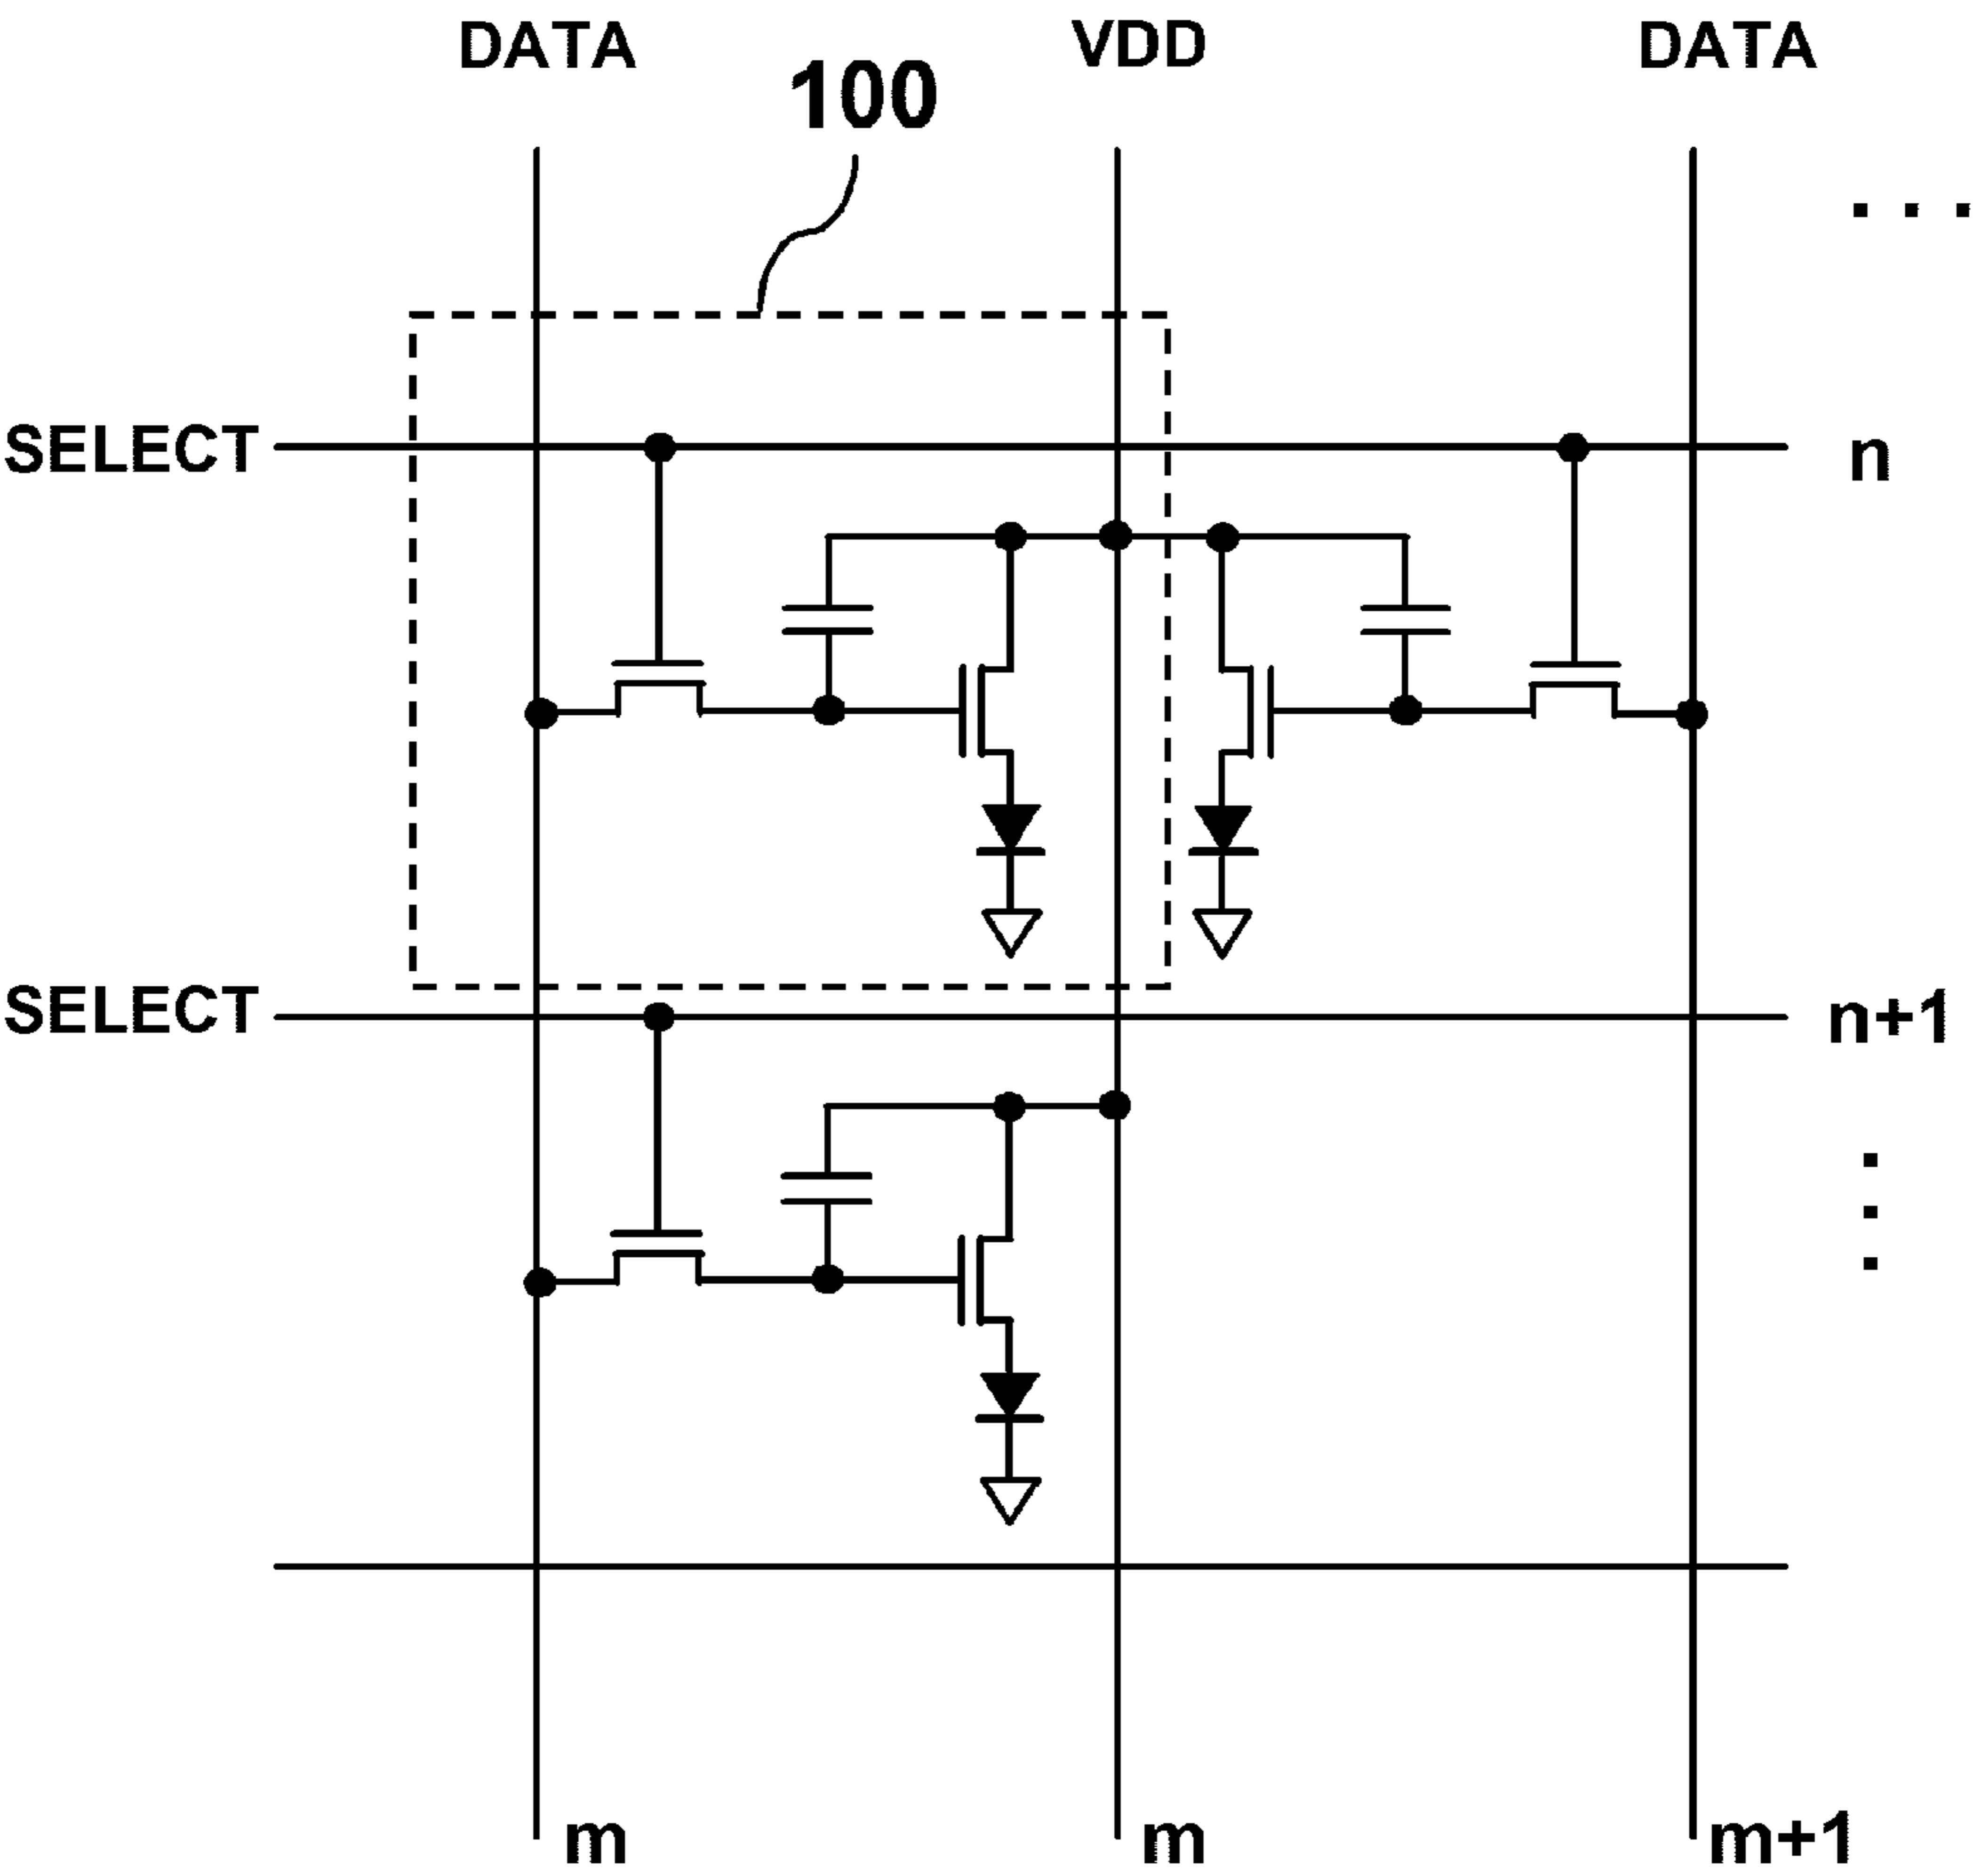 DATA VDD DATA
100
. . .
SELECT n
SELECT n+1
m m m+1